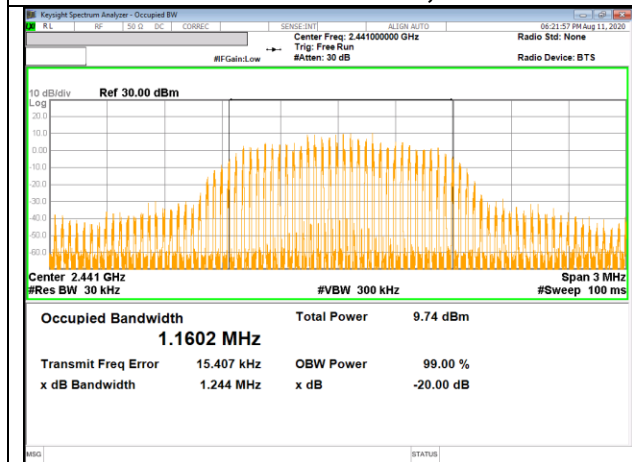 Keysight Spectrum Analyzer - Occupied BW
RL RF 50 Ω DC CORREC SENSE:INT ALIGN AUTO 06:21:57 PM Aug 11, 2020
Center Freq: 2.441000000 GHz Radio Std: None
Trig: Free Run
#IFGain:Low #Atten: 30 dB Radio Device: BTS
10 dB/div Ref 30.00 dBm
Log
20.0
10.0
0.00
-10.0
-20.0
-30.0
-40.0
-50.0
-60.0
Center 2.441 GHz Span 3 MHz
#Res BW 30 kHz #VBW 300 kHz #Sweep 100 ms
Occupied Bandwidth Total Power 9.74 dBm
1.1602 MHz
Transmit Freq Error 15.407 kHz OBW Power 99.00 %
x dB Bandwidth 1.244 MHz x dB -20.00 dB
MSG STATUS